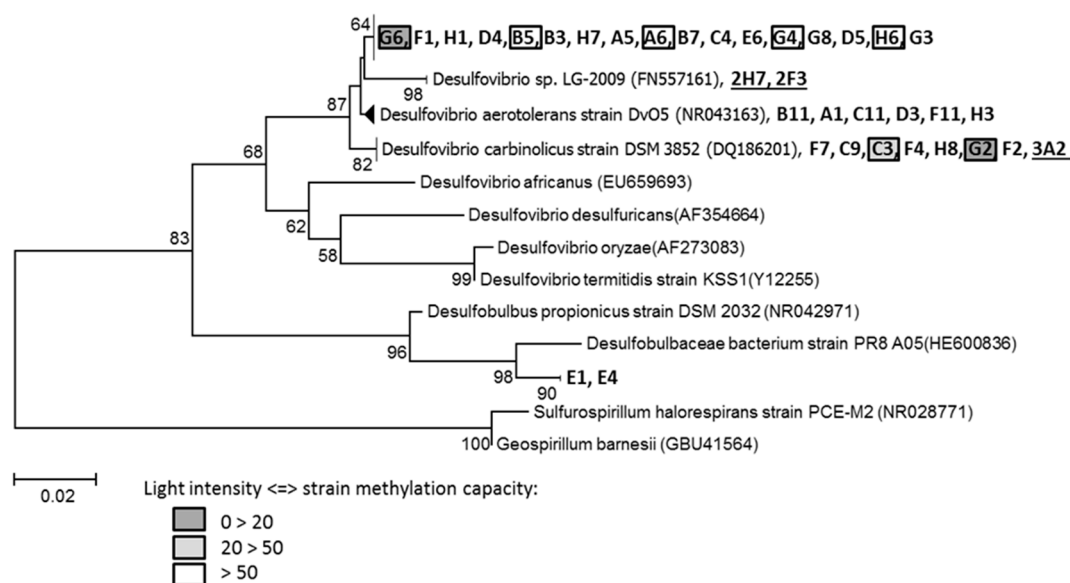 64
G6, F1, H1, D4, B5, B3, H7, A5, A6, B7, C4, E6, G4, G8, D5, H6, G3
Desulfovibrio sp. LG-2009 (FN557161), 2H7, 2F3
98
87
Desulfovibrio aerotolerans strain DvO5 (NR043163), B11, A1, C11, D3, F11, H3
Desulfovibrio carbinolicus strain DSM 3852 (DQ186201), F7, C9, C3, F4, H8, G2 F2, 3A2
82
68
Desulfovibrio africanus (EU659693)
62
Desulfovibrio desulfuricans(AF354664)
83
58
Desulfovibrio oryzae(AF273083)
99
Desulfovibrio termitidis strain KSS1(Y12255)
Desulfobulbus propionicus strain DSM 2032 (NR042971)
96
Desulfobulbaceae bacterium strain PR8 A05(HE600836)
98
E1, E4
90
Sulfurospirillum halorespirans strain PCE-M2 (NR028771)
100
Geospirillum barnesii (GBU41564)
0.02
Light intensity <=> strain methylation capacity:
0 > 20
20 > 50
> 50